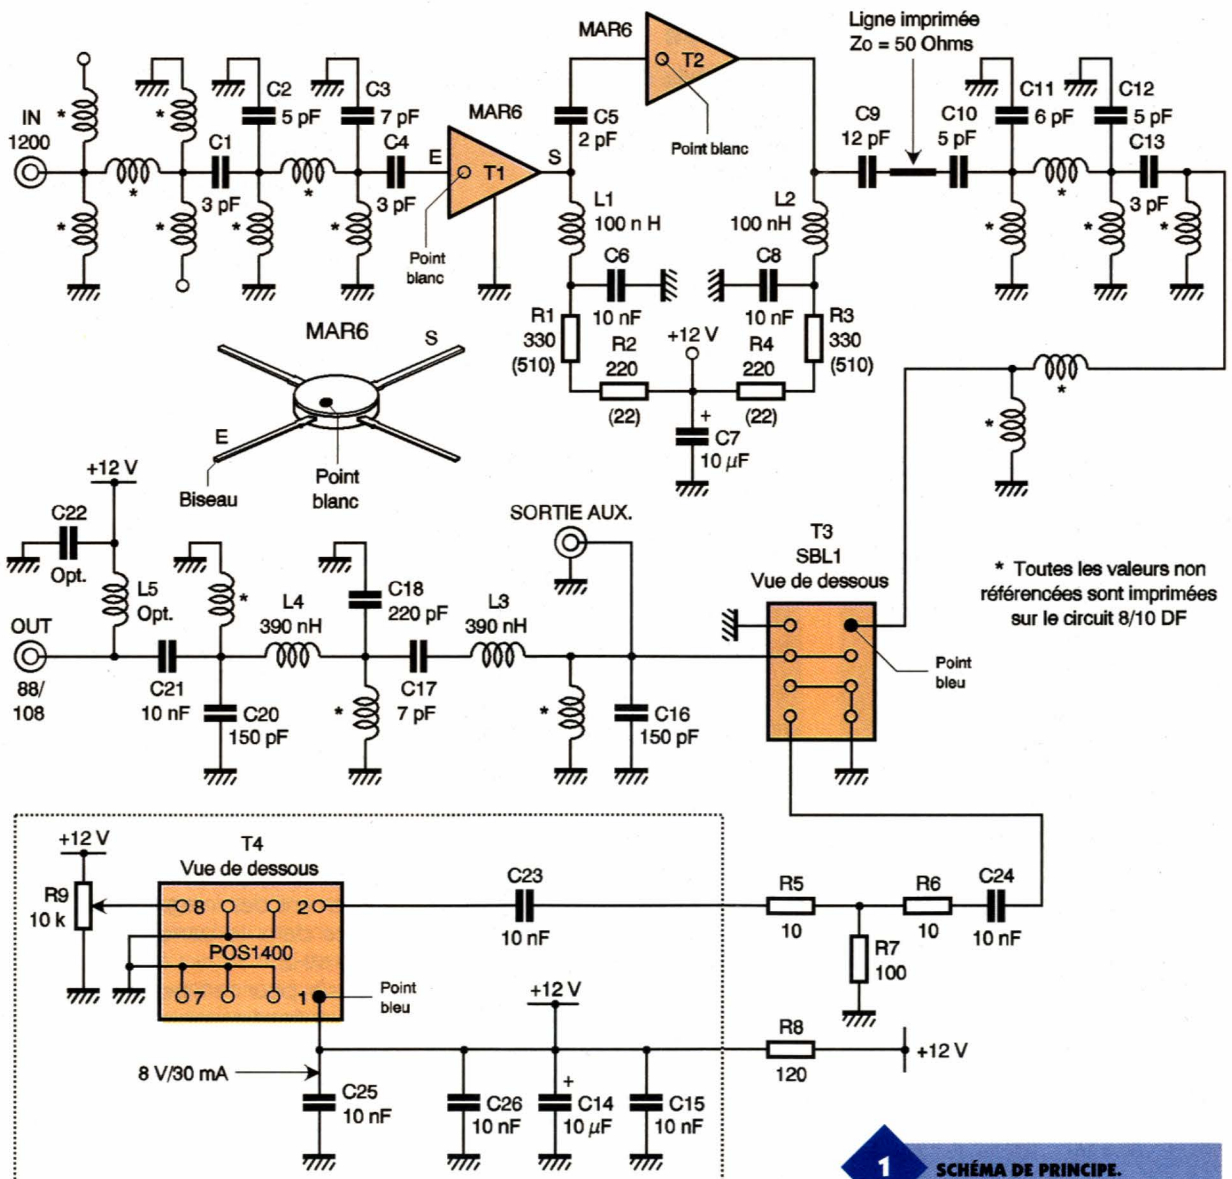 MAR6
T2
Point blanc
Ligne imprimée
Zo = 50 Ohms
IN
1200
*
*
*
*
*
C1
3 pF
C2
5 pF
*
*
C3
7 pF
*
C4
3 pF
E
MAR6
T1
S
Point
blanc
C5
2 pF
L1
100 n H
L2
100 nH
C9
12 pF
C10
5 pF
C11
6 pF
C12
5 pF
C13
3 pF
*
*
*
*
C6
10 nF
C8
10 nF
R1
330
(510)
R2
220
(22)
+12 V
R4
220
(22)
R3
330
(510)
+
C7
10 µF
*
*
MAR6
S
E
Biseau
Point
blanc
+12 V
C22
Opt.
L5
Opt.
OUT
88/
108
C21
10 nF
*
C20
150 pF
L4
390 nH
C18
220 pF
*
C17
7 pF
L3
390 nH
*
C16
150 pF
SORTIE AUX.
T3
SBL1
Vue de dessous
Point
bleu
* Toutes les valeurs non
référencées sont imprimées
sur le circuit 8/10 DF
+12 V
R9
10 k
T4
Vue de dessous
8
2
POS1400
7
1
Point
bleu
C23
10 nF
R5
10
R6
10
C24
10 nF
R7
100
8 V/30 mA
C25
10 nF
C26
10 nF
+12 V
+
C14
10 µF
C15
10 nF
R8
120
+12 V
1
SCHÉMA DE PRINCIPE.